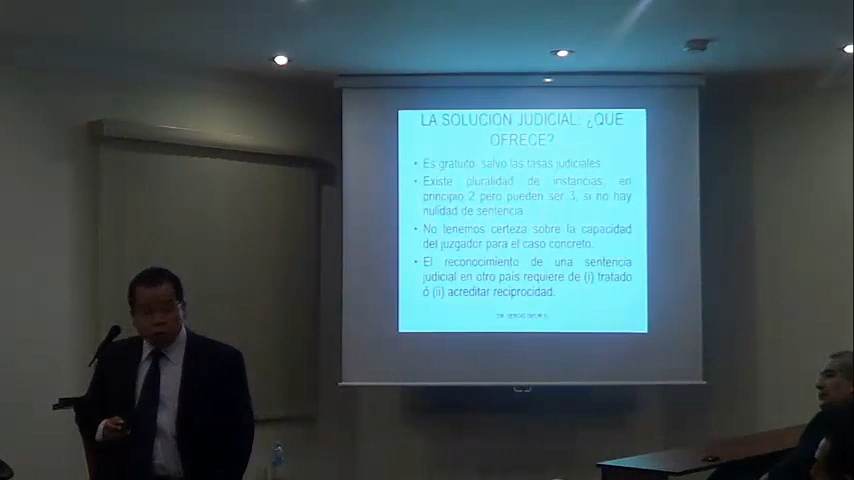 LA SOLUCION JUDICIAL: ¿QUE
OFRECE?
• Es gratuito, salvo las tasas judiciales.
• Existe pluralidad de instancias, en
principio 2 pero pueden ser 3, si no hay
nulidad de sentencia.
• No tenemos certeza sobre la capacidad
del juzgador para el caso concreto.
• El reconocimiento de una sentencia
judicial en otro país requiere de (i) tratado
ó (ii) acreditar reciprocidad.
DR. SERGIO